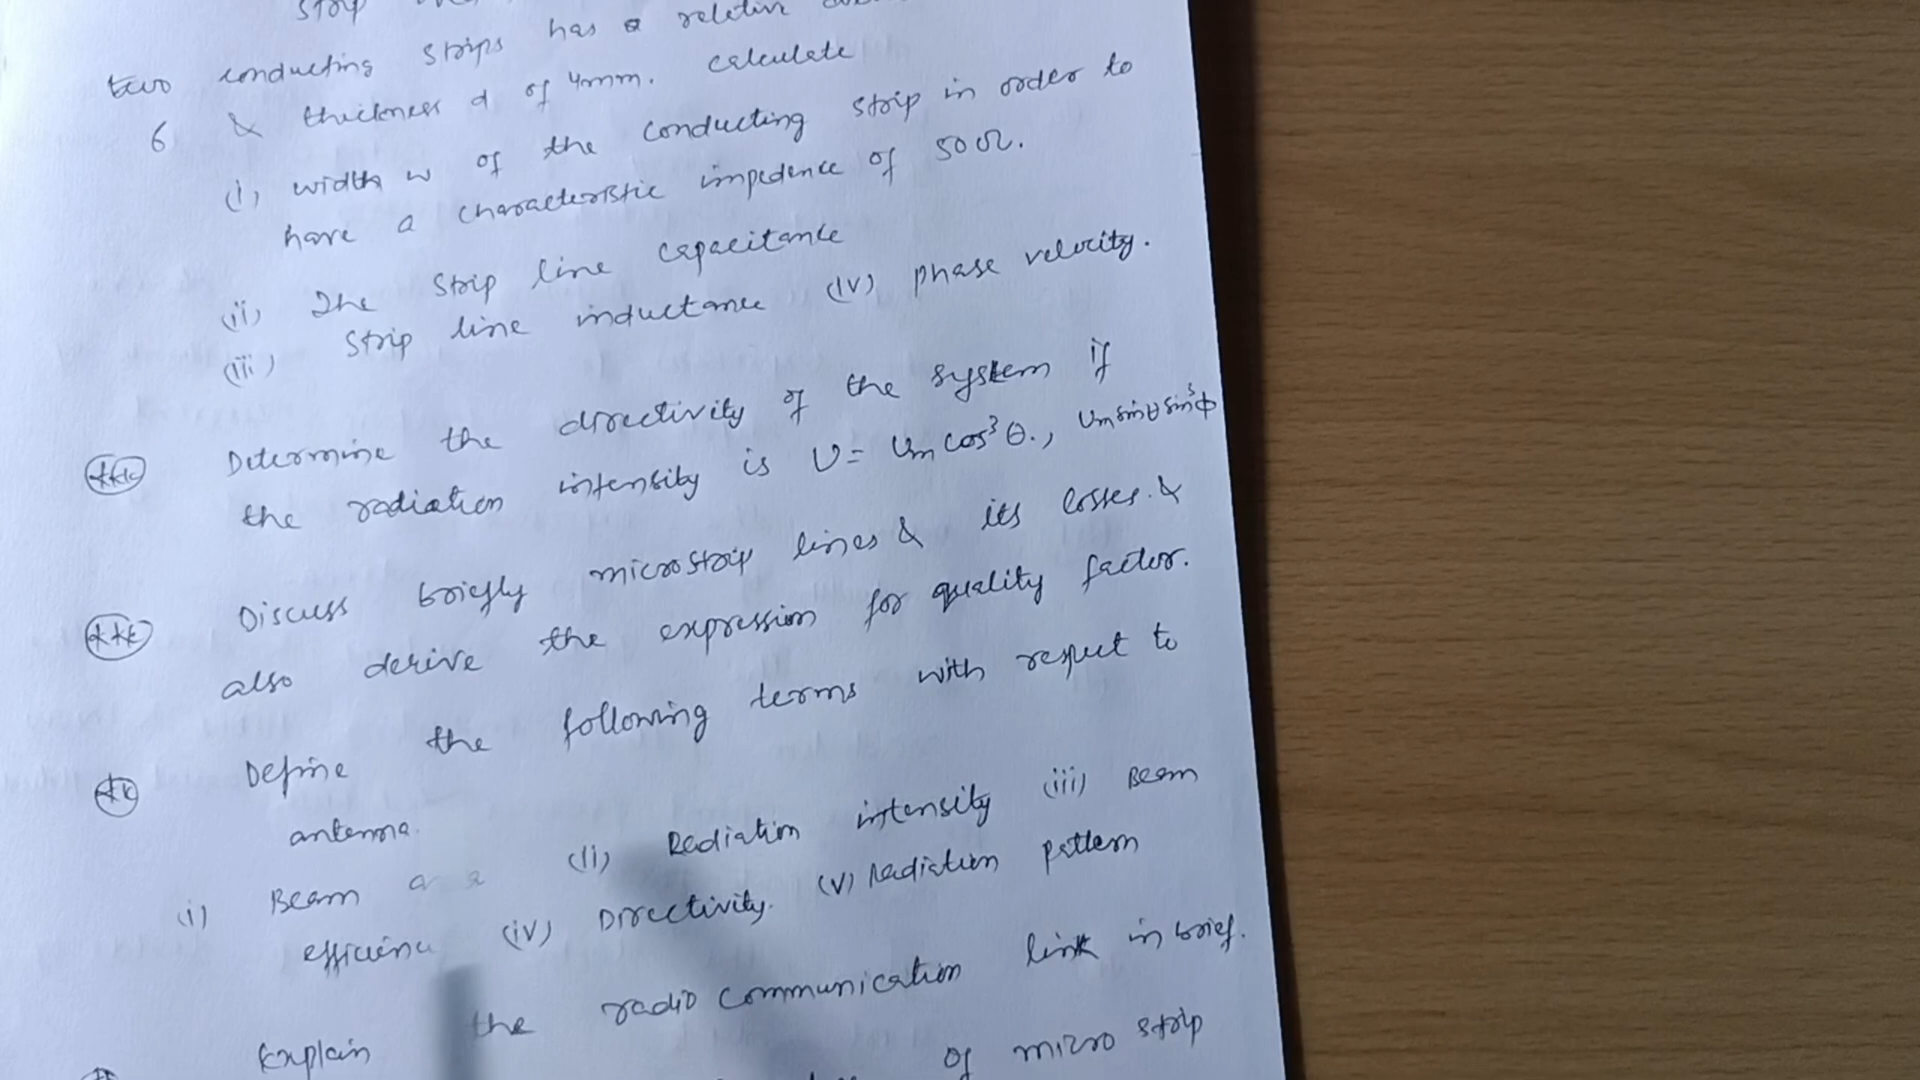 strip
two conducting strips has a relative
6 & thickness d of 4mm. calculate
(i) width w of the conducting strip in order to
have a characteristic impedence of 50Ω.
(ii) The strip line capacitance
(iii) strip line inductance (iv) phase velocity.
*** Determine the directivity of the system if
the radiation intensity is U = Um cos³θ., Um sinθ sin³φ
*** Discuss briefly microstrip lines & its losses. &
also derive the expression for quality factor.
** Define the following terms with respect to
antenna.
(i) Beam (ii) Radiation intensity (iii) Beam
(iv) Directivity. (v) Radiation pattern
Explain the radio communication link in brief.
of micro strip